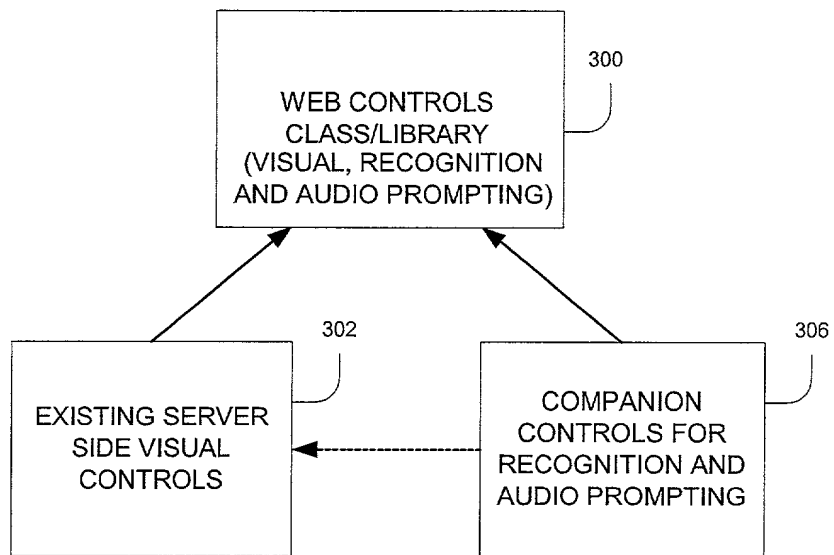 300
WEB CONTROLS
CLASS/LIBRARY
(VISUAL, RECOGNITION
AND AUDIO PROMPTING)
302
EXISTING SERVER
SIDE VISUAL
CONTROLS
306
COMPANION
CONTROLS FOR
RECOGNITION AND
AUDIO PROMPTING